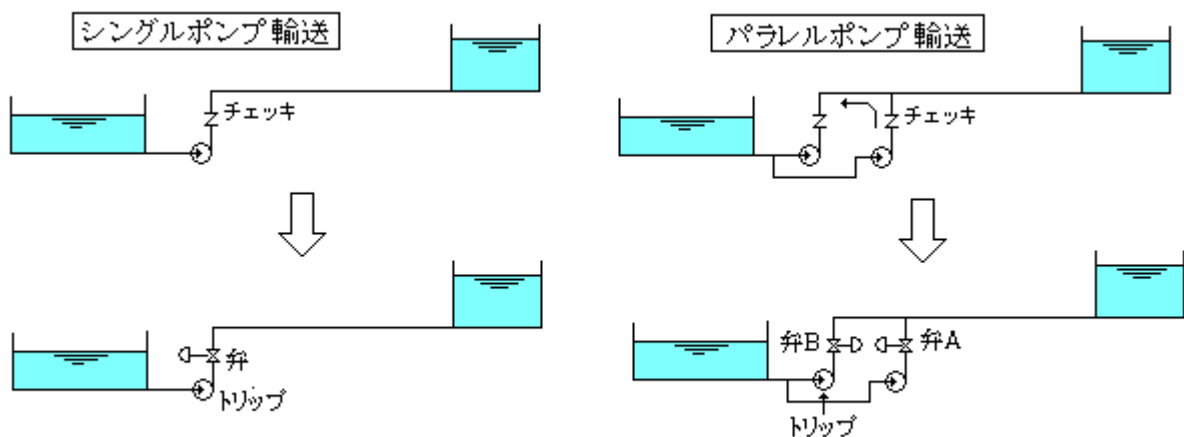 シングルポンプ輸送
パラレルポンプ輸送
チェッキ
チェッキ
弁
トリップ
弁B
弁A
トリップ